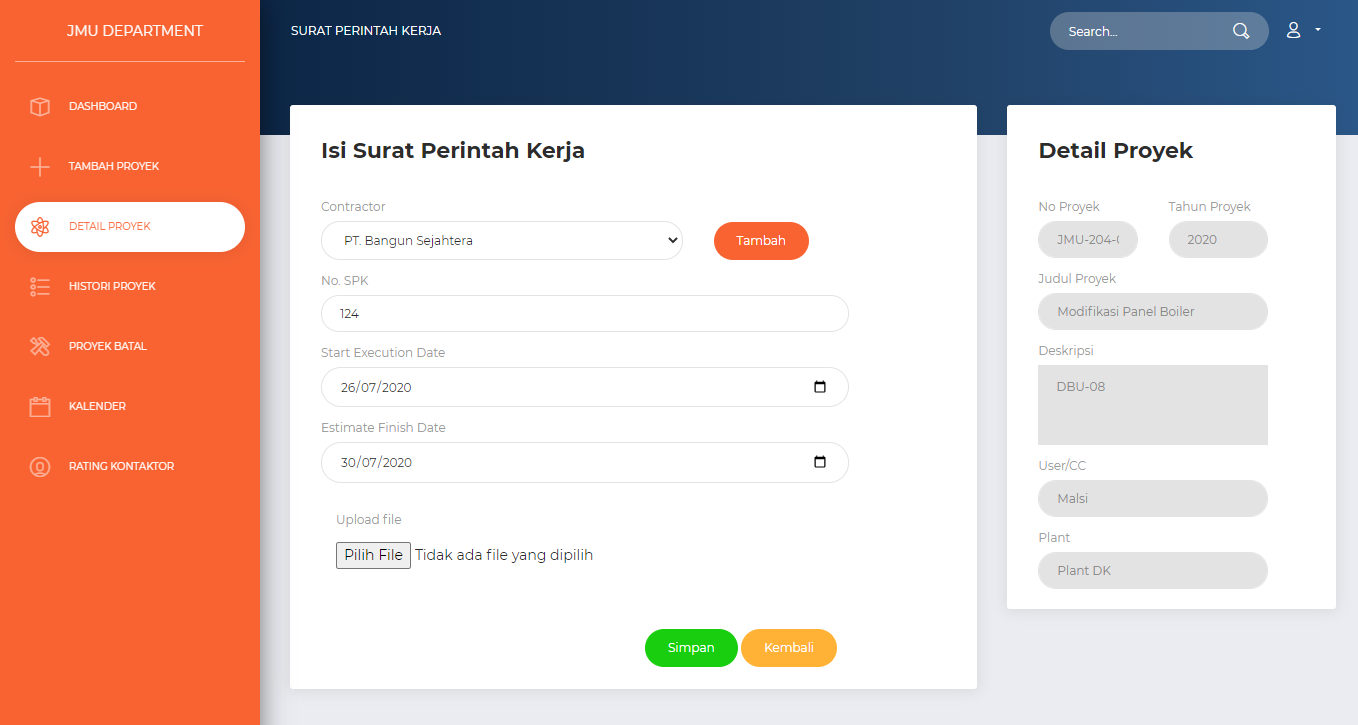 JMU DEPARTMENT
DASHBOARD
TAMBAH PROYEK
DETAIL PROYEK
HISTORI PROYEK
PROYEK BATAL
KALENDER
RATING KONTAKTOR
SURAT PERINTAH KERJA
Search...
Isi Surat Perintah Kerja
Contractor
PT. Bangun Sejahtera
Tambah
No. SPK
124
Start Execution Date
26/07/2020
Estimate Finish Date
30/07/2020
Upload file
Pilih File Tidak ada file yang dipilih
Simpan Kembali
Detail Proyek
No Proyek Tahun Proyek
JMU-204- 2020
Judul Proyek
Modifikasi Panel Boiler
Deskripsi
DBU-08
User/CC
Malsi
Plant
Plant DK